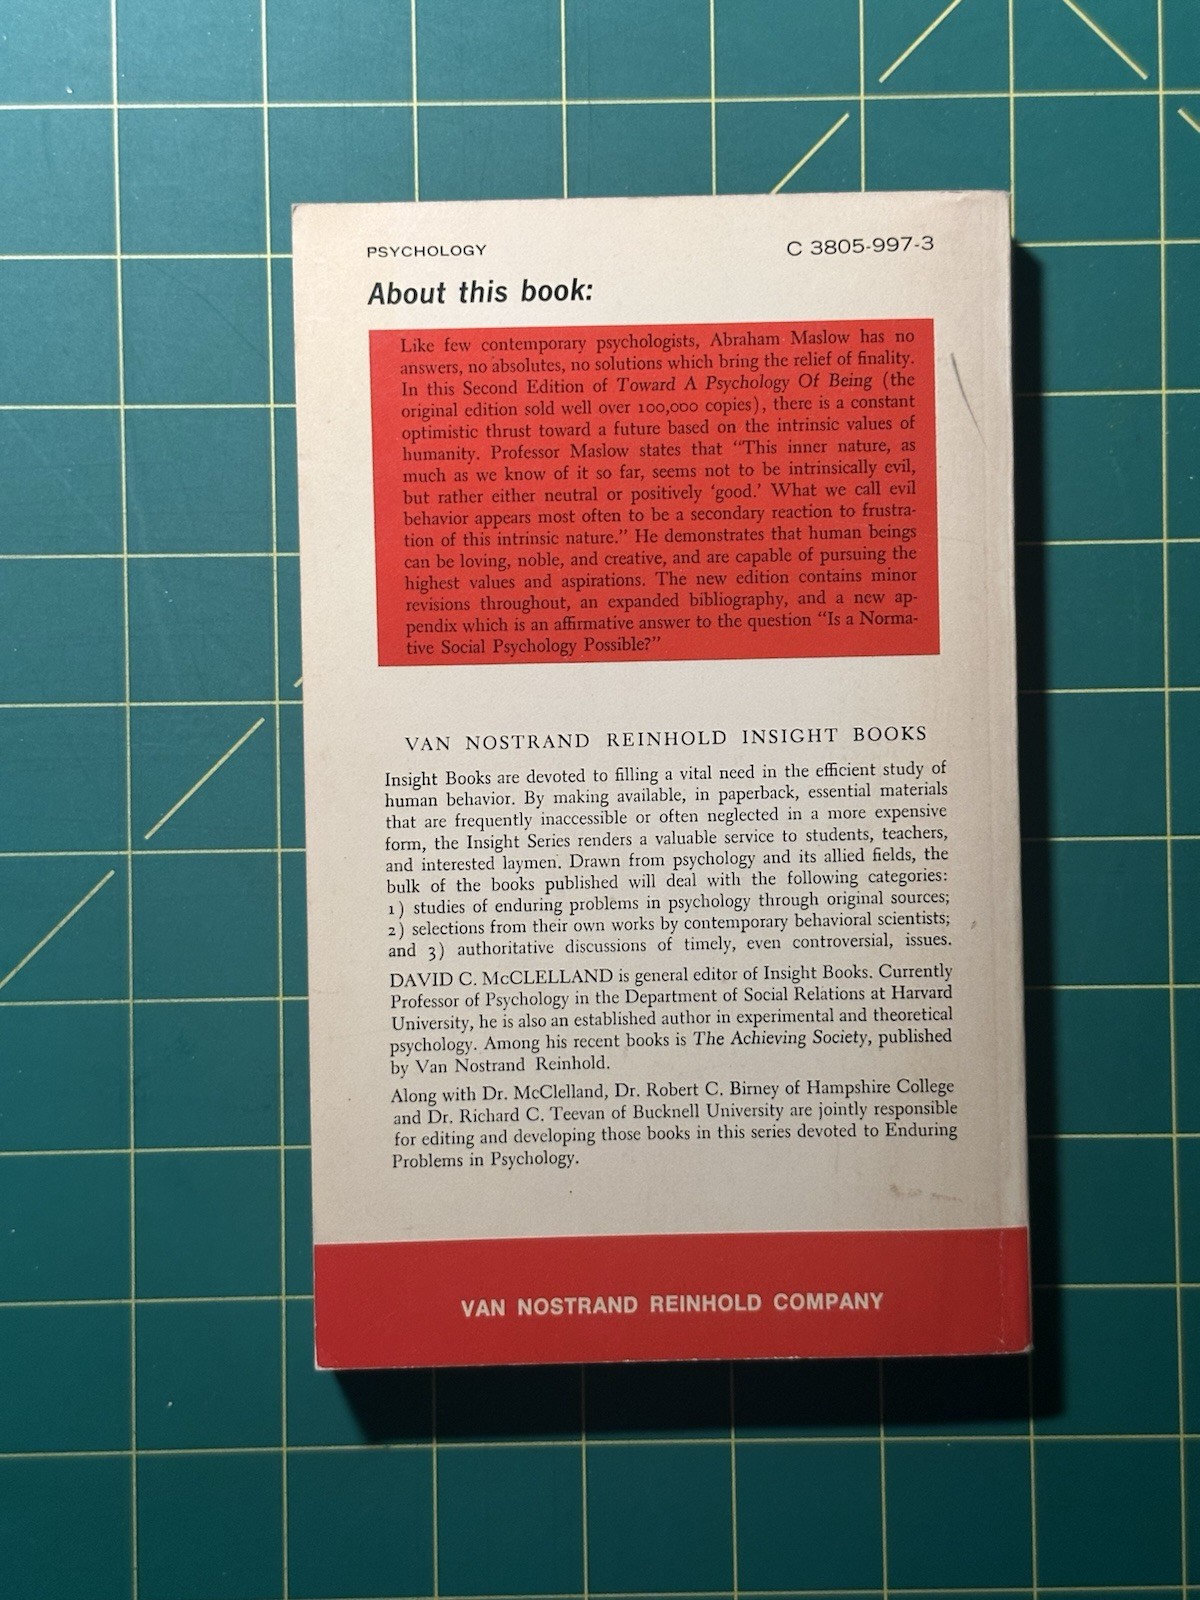 PSYCHOLOGY
C 3805-997-3
About this book:
Like few contemporary psychologists, Abraham Maslow has no
answers, no absolutes, no solutions which bring the relief of finality.
In this Second Edition of Toward A Psychology Of Being (the
original edition sold well over 100,000 copies), there is a constant
optimistic thrust toward a future based on the intrinsic values of
humanity. Professor Maslow states that “This inner nature, as
much as we know of it so far, seems not to be intrinsically evil,
but rather either neutral or positively ‘good.’ What we call evil
behavior appears most often to be a secondary reaction to frustra-
tion of this intrinsic nature.” He demonstrates that human beings
can be loving, noble, and creative, and are capable of pursuing the
highest values and aspirations. The new edition contains minor
revisions throughout, an expanded bibliography, and a new ap-
pendix which is an affirmative answer to the question “Is a Norma-
tive Social Psychology Possible?”
VAN NOSTRAND REINHOLD INSIGHT BOOKS
Insight Books are devoted to filling a vital need in the efficient study of
human behavior. By making available, in paperback, essential materials
that are frequently inaccessible or often neglected in a more expensive
form, the Insight Series renders a valuable service to students, teachers,
and interested laymen. Drawn from psychology and its allied fields, the
bulk of the books published will deal with the following categories:
1) studies of enduring problems in psychology through original sources;
2) selections from their own works by contemporary behavioral scientists;
and 3) authoritative discussions of timely, even controversial, issues.
DAVID C. McCLELLAND is general editor of Insight Books. Currently
Professor of Psychology in the Department of Social Relations at Harvard
University, he is also an established author in experimental and theoretical
psychology. Among his recent books is The Achieving Society, published
by Van Nostrand Reinhold.
Along with Dr. McClelland, Dr. Robert C. Birney of Hampshire College
and Dr. Richard C. Teevan of Bucknell University are jointly responsible
for editing and developing those books in this series devoted to Enduring
Problems in Psychology.
VAN NOSTRAND REINHOLD COMPANY